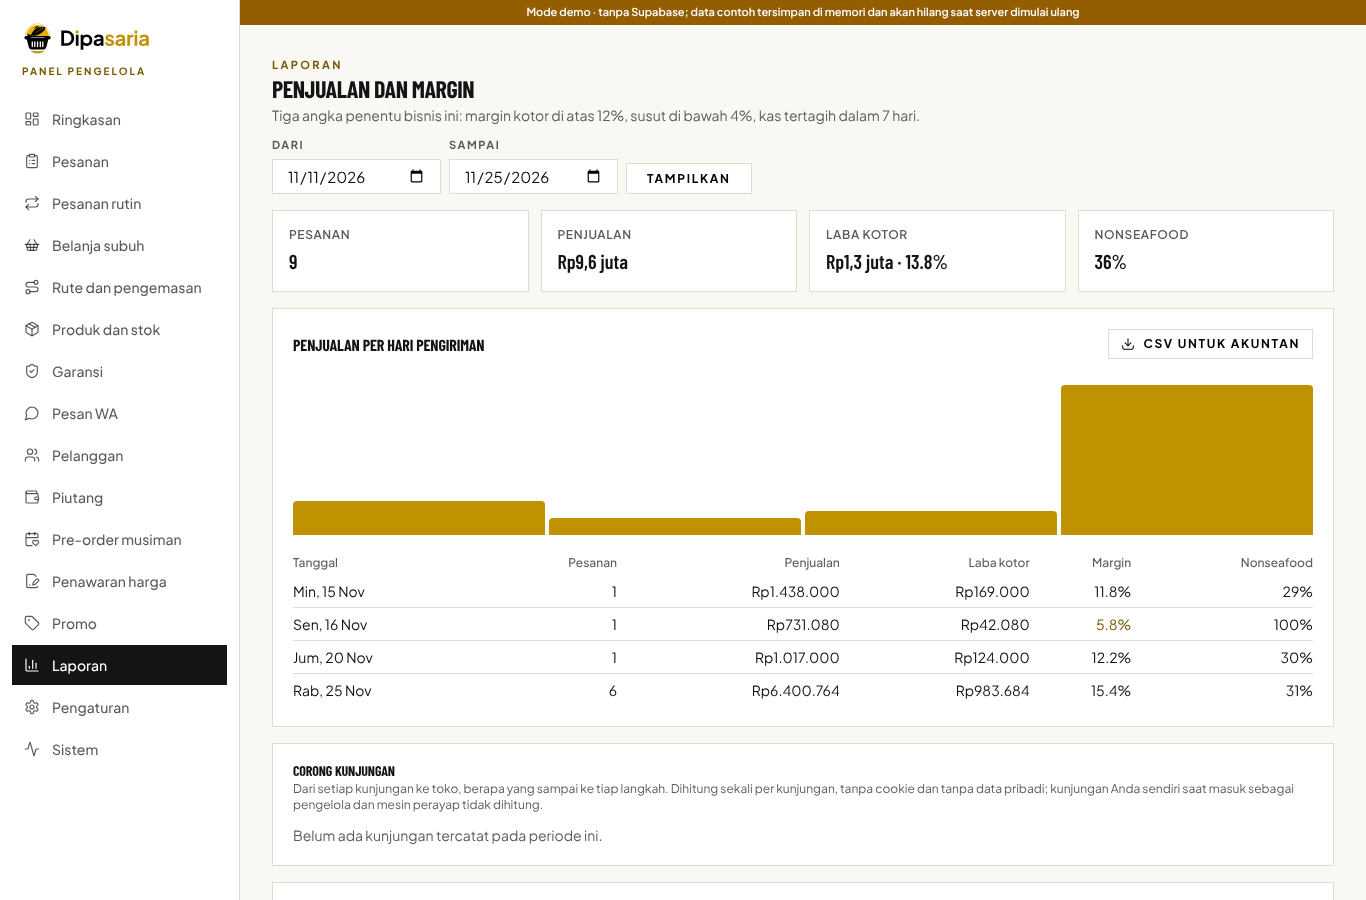 Mode demo · tanpa Supabase; data contoh tersimpan di memori dan akan hilang saat server dimulai ulang
Dipasaria
PANEL PENGELOLA
Ringkasan
Pesanan
Pesanan rutin
Belanja subuh
Rute dan pengemasan
Produk dan stok
Garansi
Pesan WA
Pelanggan
Piutang
Pre-order musiman
Penawaran harga
Promo
Laporan
Pengaturan
Sistem
LAPORAN
PENJUALAN DAN MARGIN
Tiga angka penentu bisnis ini: margin kotor di atas 12%, susut di bawah 4%, kas tertagih dalam 7 hari.
DARI SAMPAI
11/11/2026 11/25/2026 TAMPILKAN
PESANAN PENJUALAN LABA KOTOR NONSEAFOOD
9 Rp9,6 juta Rp1,3 juta · 13.8% 36%
PENJUALAN PER HARI PENGIRIMAN CSV UNTUK AKUNTAN
Tanggal Pesanan Penjualan Laba kotor Margin Nonseafood
Min, 15 Nov 1 Rp1.438.000 Rp169.000 11.8% 29%
Sen, 16 Nov 1 Rp731.080 Rp42.080 5.8% 100%
Jum, 20 Nov 1 Rp1.017.000 Rp124.000 12.2% 30%
Rab, 25 Nov 6 Rp6.400.764 Rp983.684 15.4% 31%
CORONG KUNJUNGAN
Dari setiap kunjungan ke toko, berapa yang sampai ke tiap langkah. Dihitung sekali per kunjungan, tanpa cookie dan tanpa data pribadi; kunjungan Anda sendiri saat masuk sebagai
pengelola dan mesin perayap tidak dihitung.
Belum ada kunjungan tercatat pada periode ini.